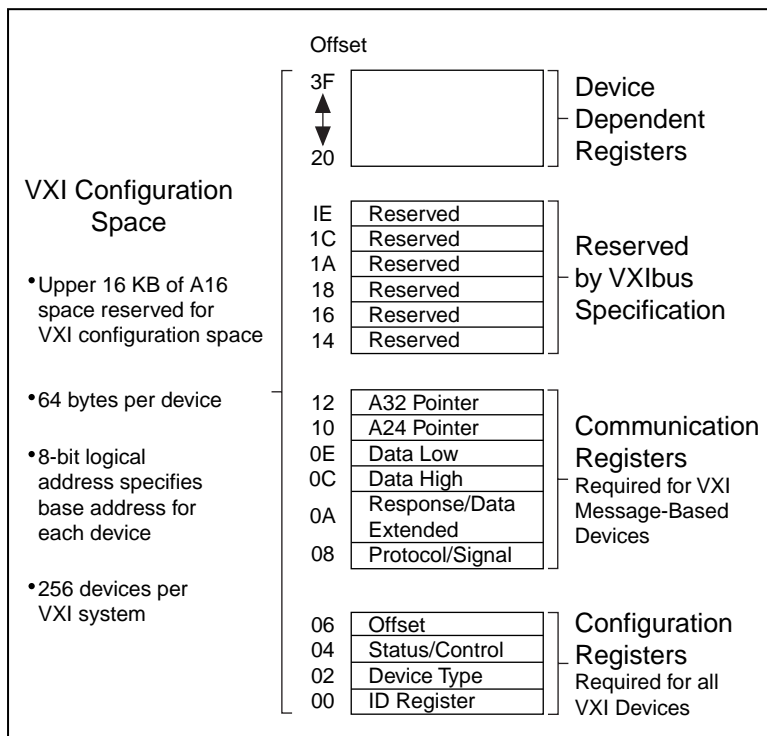 Offset
VXI Configuration
Space
•Upper 16 KB of A16
space reserved for
VXI configuration space
•64 bytes per device
•8-bit logical
address specifies
base address for
each device
•256 devices per
VXI system
3F
20
Device
Dependent
Registers
IE Reserved
1C Reserved
1A Reserved
18 Reserved
16 Reserved
14 Reserved
Reserved
by VXIbus
Specification
12 A32 Pointer
10 A24 Pointer
0E Data Low
0C Data High
0A Response/Data
Extended
08 Protocol/Signal
Communication
Registers
Required for VXI
Message-Based
Devices
06 Offset
04 Status/Control
02 Device Type
00 ID Register
Configuration
Registers
Required for all
VXI Devices